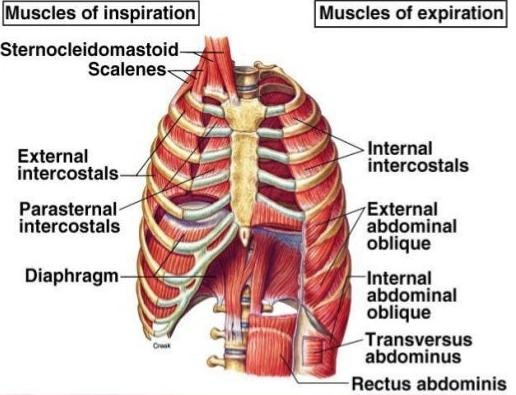 Muscles of inspiration
Muscles of expiration
Sternocleidomastoid
Scalenes
External
intercostals
Parasternal
intercostals
Diaphragm
Internal
intercostals
External
abdominal
oblique
Internal
abdominal
oblique
Transversus
abdominus
Rectus abdominis
Creek